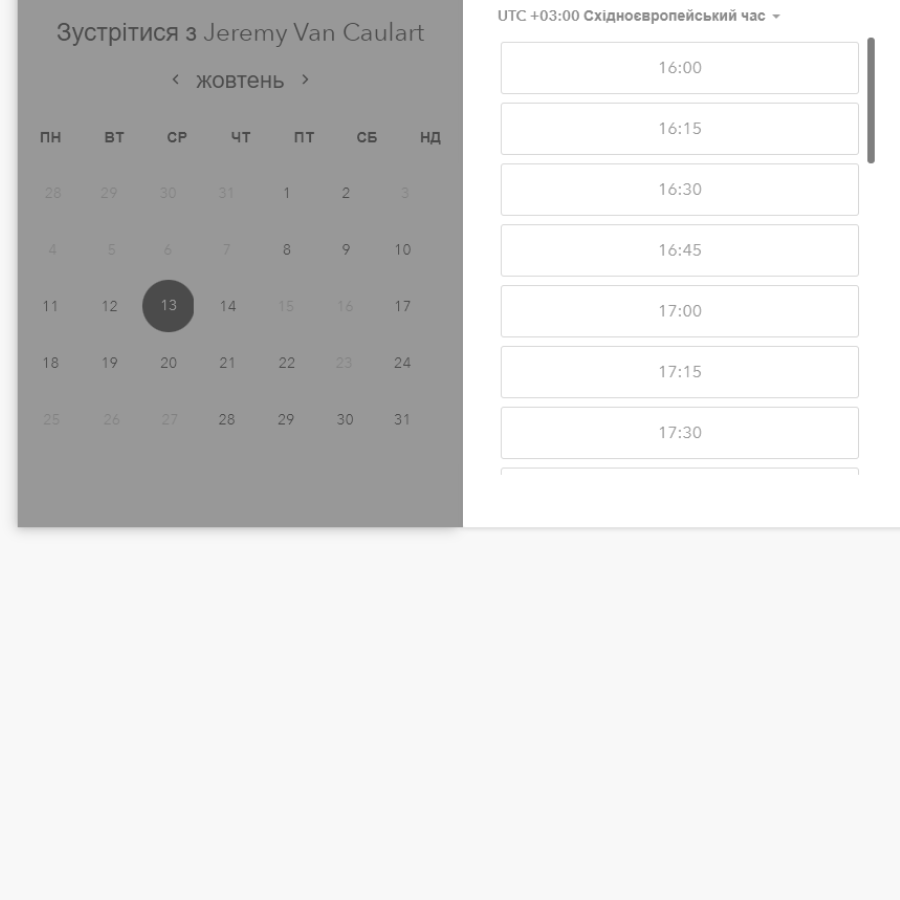 Зустрітися з Jeremy Van Caulart
жовтень
ПН ВТ СР ЧТ ПТ СБ НД
28 29 30 31 1 2 3
4 5 6 7 8 9 10
11 12 13 14 15 16 17
18 19 20 21 22 23 24
25 26 27 28 29 30 31
UTC +03:00 Східноєвропейський час
16:00
16:15
16:30
16:45
17:00
17:15
17:30